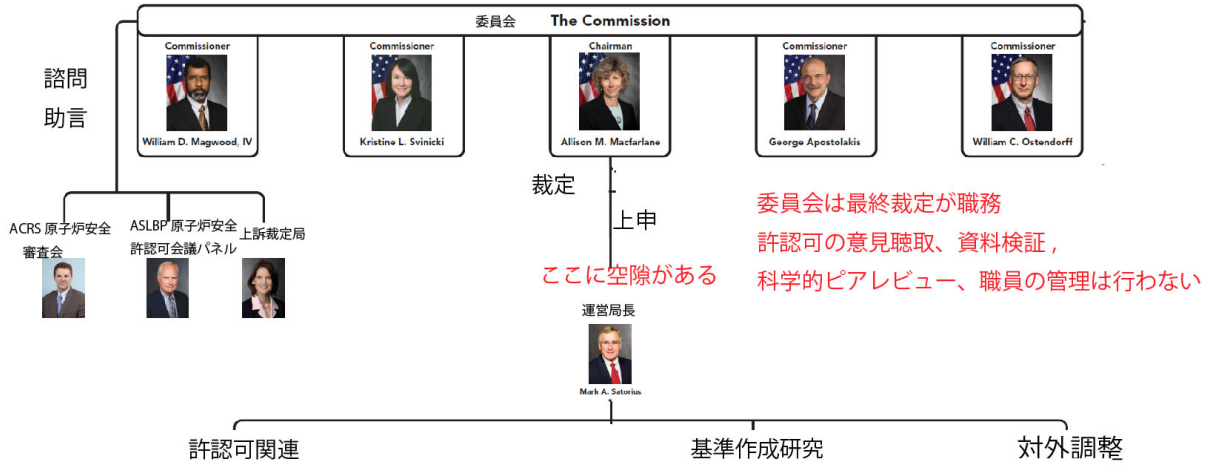 委員会 The Commission
Commissioner
Commissioner
Chairman
Commissioner
Commissioner
諮問
助言
William D. Magwood, IV
Kristine L. Svinicki
Allison M. Macfarlane
George Apostolakis
William C. Ostendorff
裁定
上申
ACRS 原子炉安全
審査会
ASLBP 原子炉安全
許認可会議パネル
上訴裁定局
委員会は最終裁定が職務
許認可の意見聴取、資料検証 ,
科学的ピアレビュー、職員の管理は行わない
ここに空隙がある
運営局長
Mark A. Satorius
許認可関連
基準作成研究
対外調整